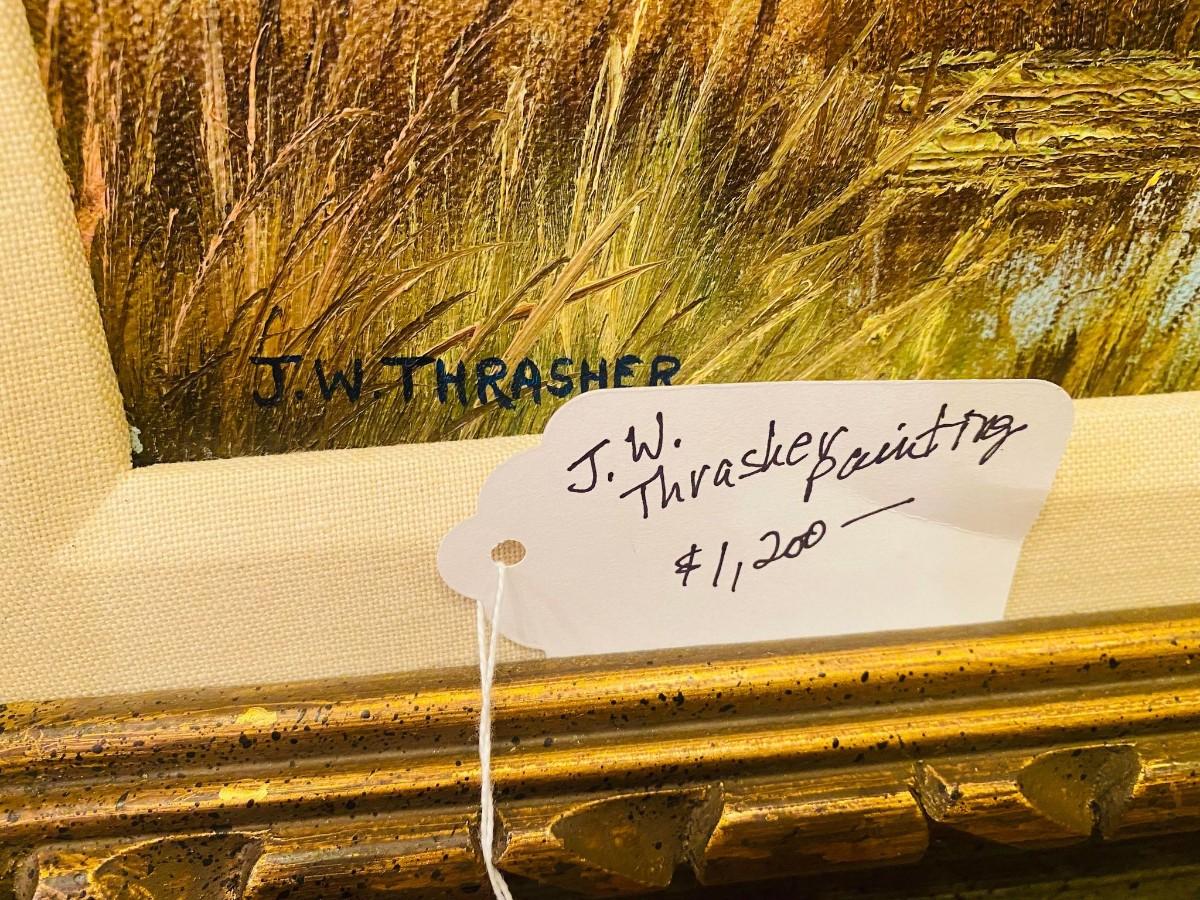 J.W. THRASHER
J. W.
Thrasher painting
$1,200 —